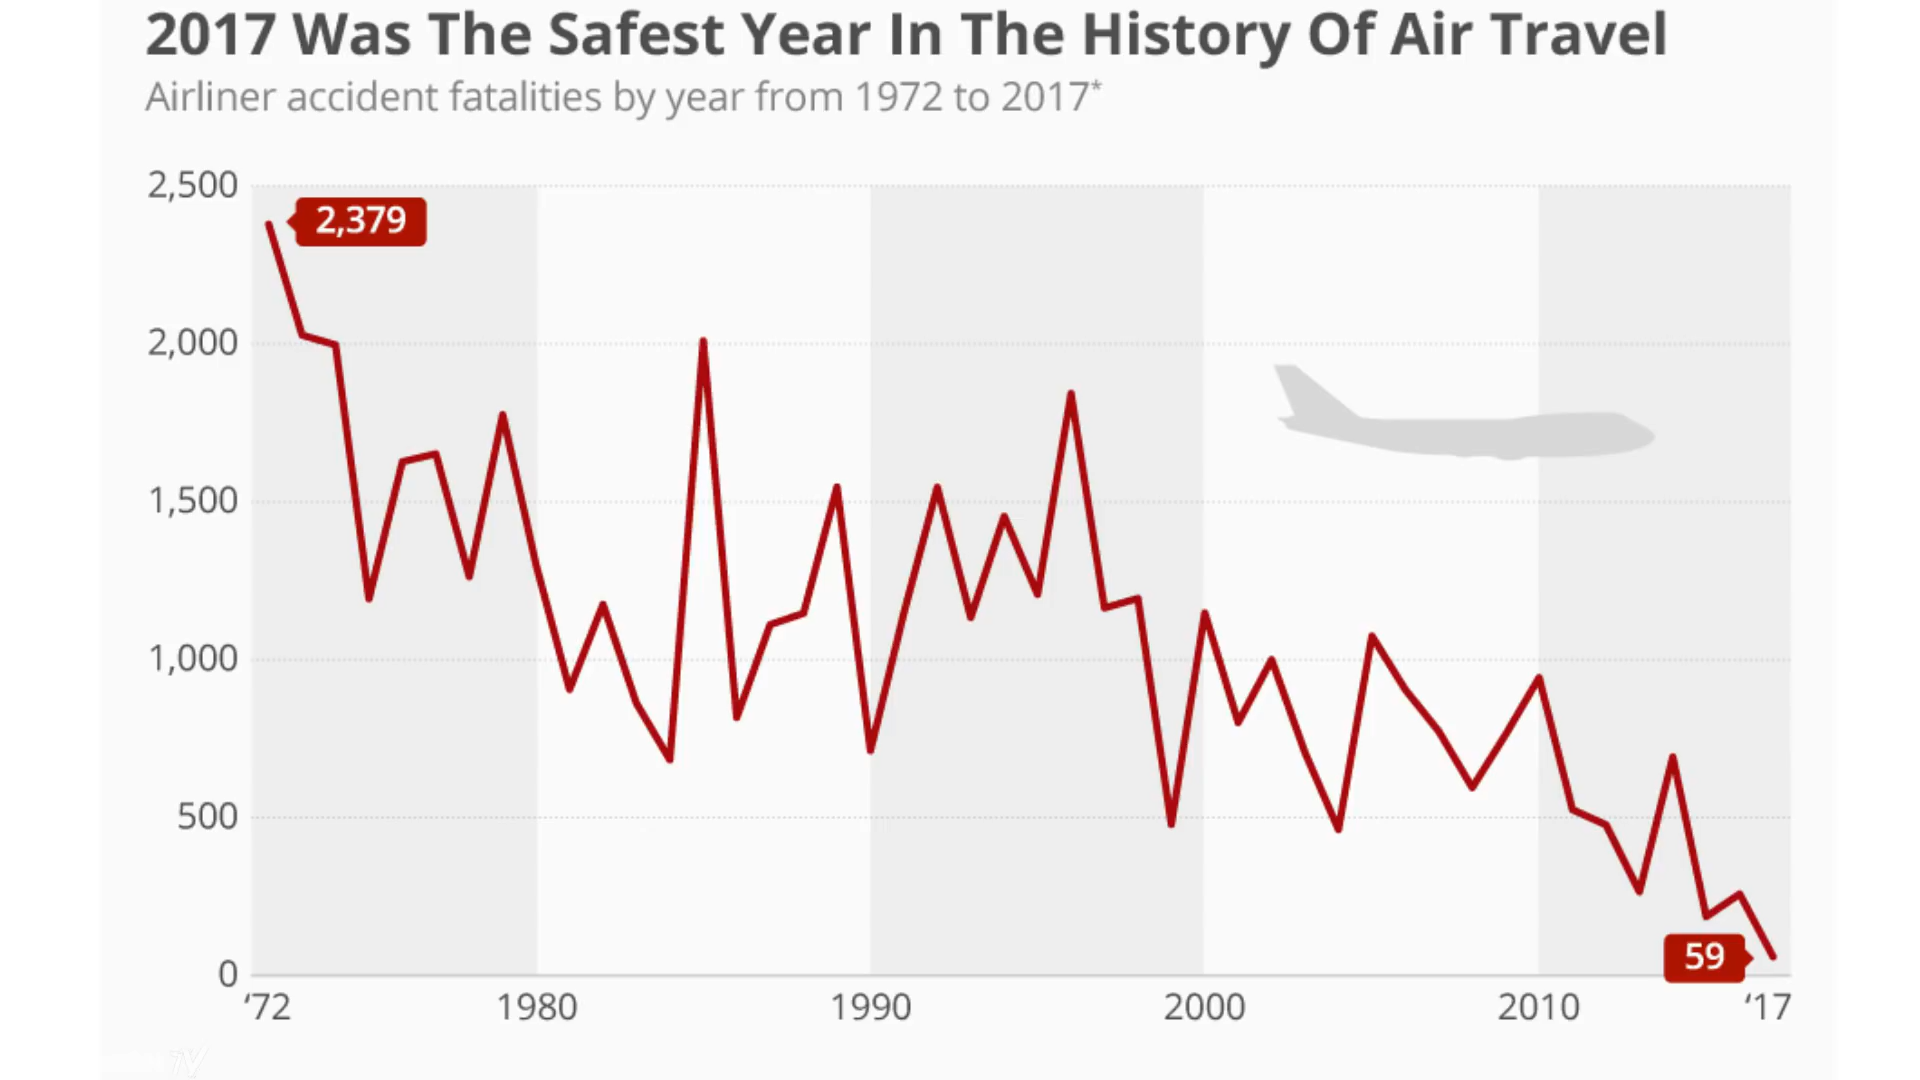 2017 Was The Safest Year In The History Of Air Travel
Airliner accident fatalities by year from 1972 to 2017*
2,500
2,379
2,000
1,500
1,000
500
59
0
‘72 1980 1990 2000 2010 ‘17